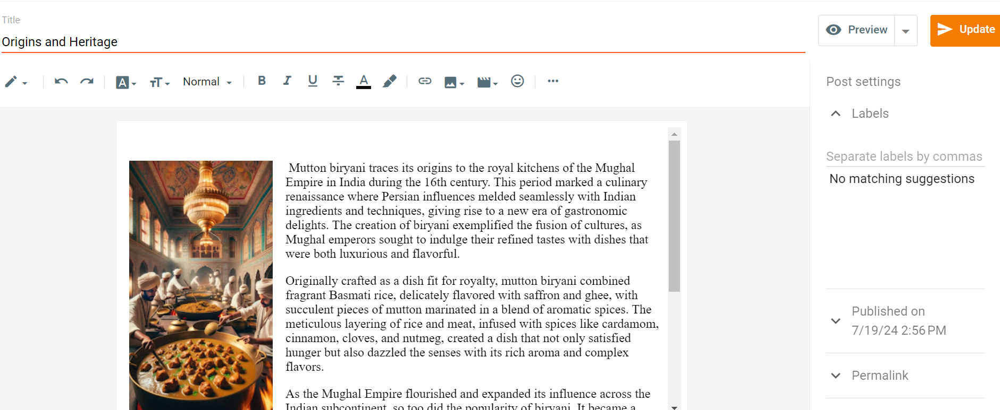 Title
Origins and Heritage
Preview
Update
Normal
B I U A
Post settings
Labels
Separate labels by commas
No matching suggestions
Published on
7/19/24 2:56 PM
Permalink
Mutton biryani traces its origins to the royal kitchens of the Mughal
Empire in India during the 16th century. This period marked a culinary
renaissance where Persian influences melded seamlessly with Indian
ingredients and techniques, giving rise to a new era of gastronomic
delights. The creation of biryani exemplified the fusion of cultures, as
Mughal emperors sought to indulge their refined tastes with dishes that
were both luxurious and flavorful.
Originally crafted as a dish fit for royalty, mutton biryani combined
fragrant Basmati rice, delicately flavored with saffron and ghee, with
succulent pieces of mutton marinated in a blend of aromatic spices. The
meticulous layering of rice and meat, infused with spices like cardamom,
cinnamon, cloves, and nutmeg, created a dish that not only satisfied
hunger but also dazzled the senses with its rich aroma and complex
flavors.
As the Mughal Empire flourished and expanded its influence across the
Indian subcontinent, so too did the popularity of biryani. It became a